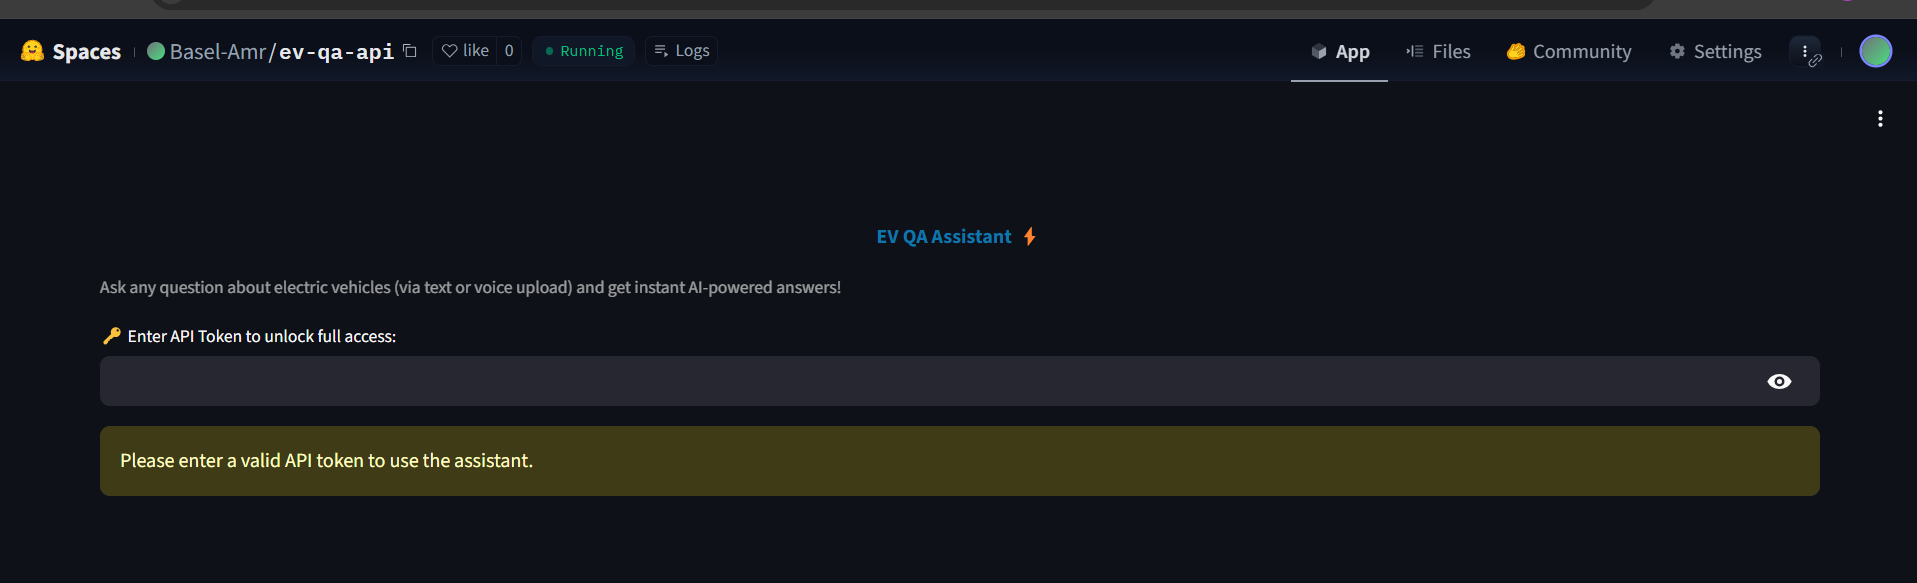 Spaces Basel-Amr/ev-qa-api like 0 Running Logs App Files Community Settings
EV QA Assistant
Ask any question about electric vehicles (via text or voice upload) and get instant AI-powered answers!
Enter API Token to unlock full access:
Please enter a valid API token to use the assistant.